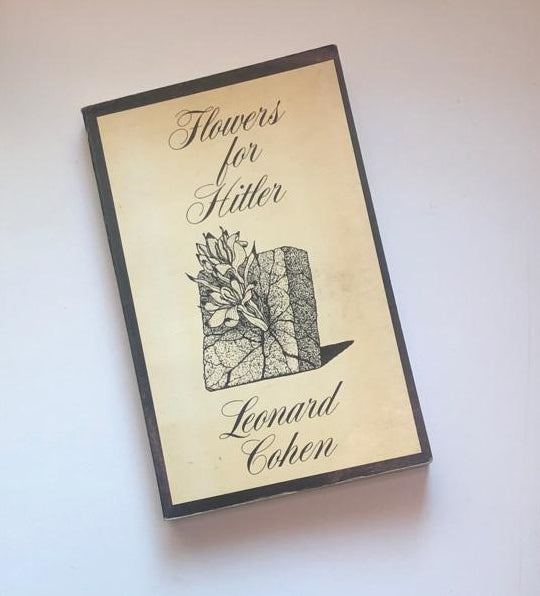 Flowers
for
Hitler
Leonard
Cohen